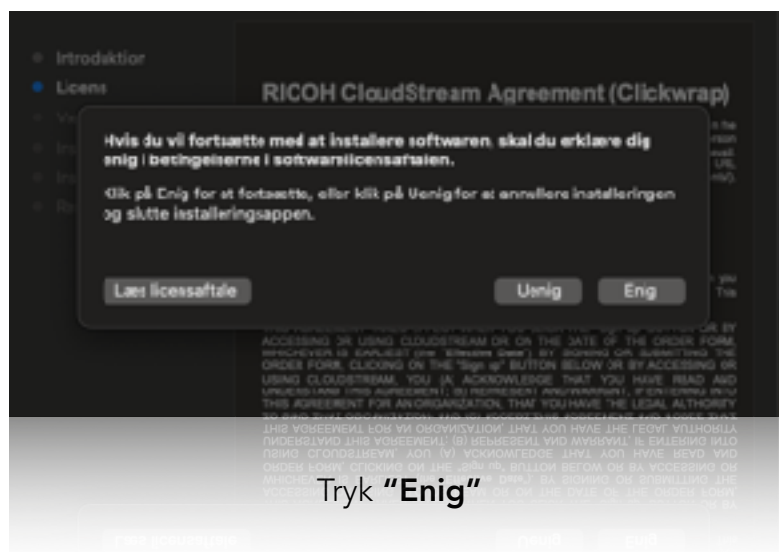 Introduktion
Licens
RICOH CloudStream Agreement (Clickwrap)
Hvis du vil fortsætte med at installere softwaren, skal du erklære dig
enig i betingelserne i softwarelicensaftalen.
Klik på Enig for at fortsætte, eller klik på Uenig for at annullere installeringen
og slutte installeringsappen.
Læs licensaftale
Uenig
Enig
ACCESSING OR USING CLOUDSTREAM OR ON THE DATE OF THE ORDER FORM,
WHICHEVER IS EARLIEST (the "Effective Date"). BY SIGNING OR SUBMITTING THE
ORDER FORM, CLICKING ON THE "Sign up" BUTTON BELOW OR BY ACCESSING OR
USING CLOUDSTREAM, YOU (A) ACKNOWLEDGE THAT YOU HAVE READ AND
UNDERSTAND THIS AGREEMENT; (B) REPRESENT AND WARRANT, IF ENTERING INTO
THIS AGREEMENT FOR AN ORGANIZATION, THAT YOU HAVE THE LEGAL AUTHORITY
Tryk "Enig"